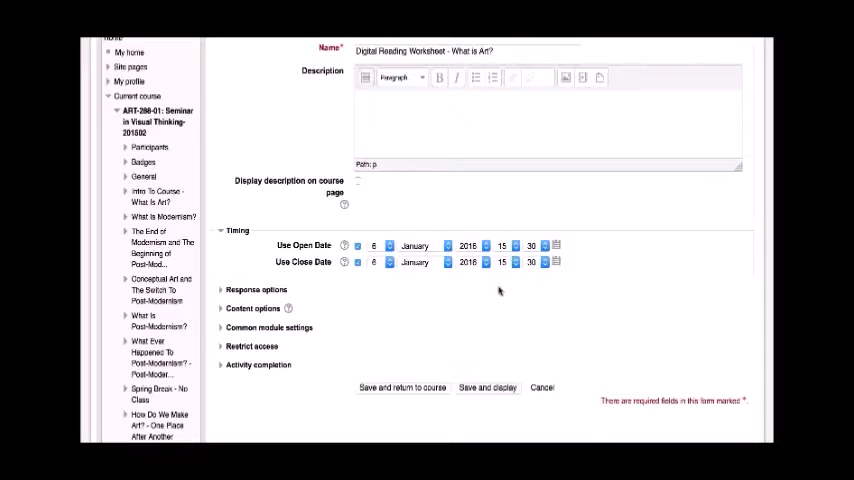 home
My home
Site pages
My profile
Current course
ART-288-01: Seminar
in Visual Thinking-
201602
Participants
Badges
General
Intro To Course -
What Is Art?
What Is Modernism?
The End of
Modernism and The
Beginning of
Post-Mod...
Conceptual Art and
The Switch To
Post-Modernism
What Is
Post-Modernism?
What Ever
Happened To
Post-Modernism? -
Post-Moder...
Spring Break - No
Class
How Do We Make
Art? - One Place
After Another
Name*
Digital Reading Worksheet - What is Art?
Description
Paragraph
B I
Path: p
Display description on course
page
Timing
Use Open Date 6 January 2016 15 30
Use Close Date 6 January 2016 15 30
Response options
Content options
Common module settings
Restrict access
Activity completion
Save and return to course Save and display Cancel
There are required fields in this form marked *.